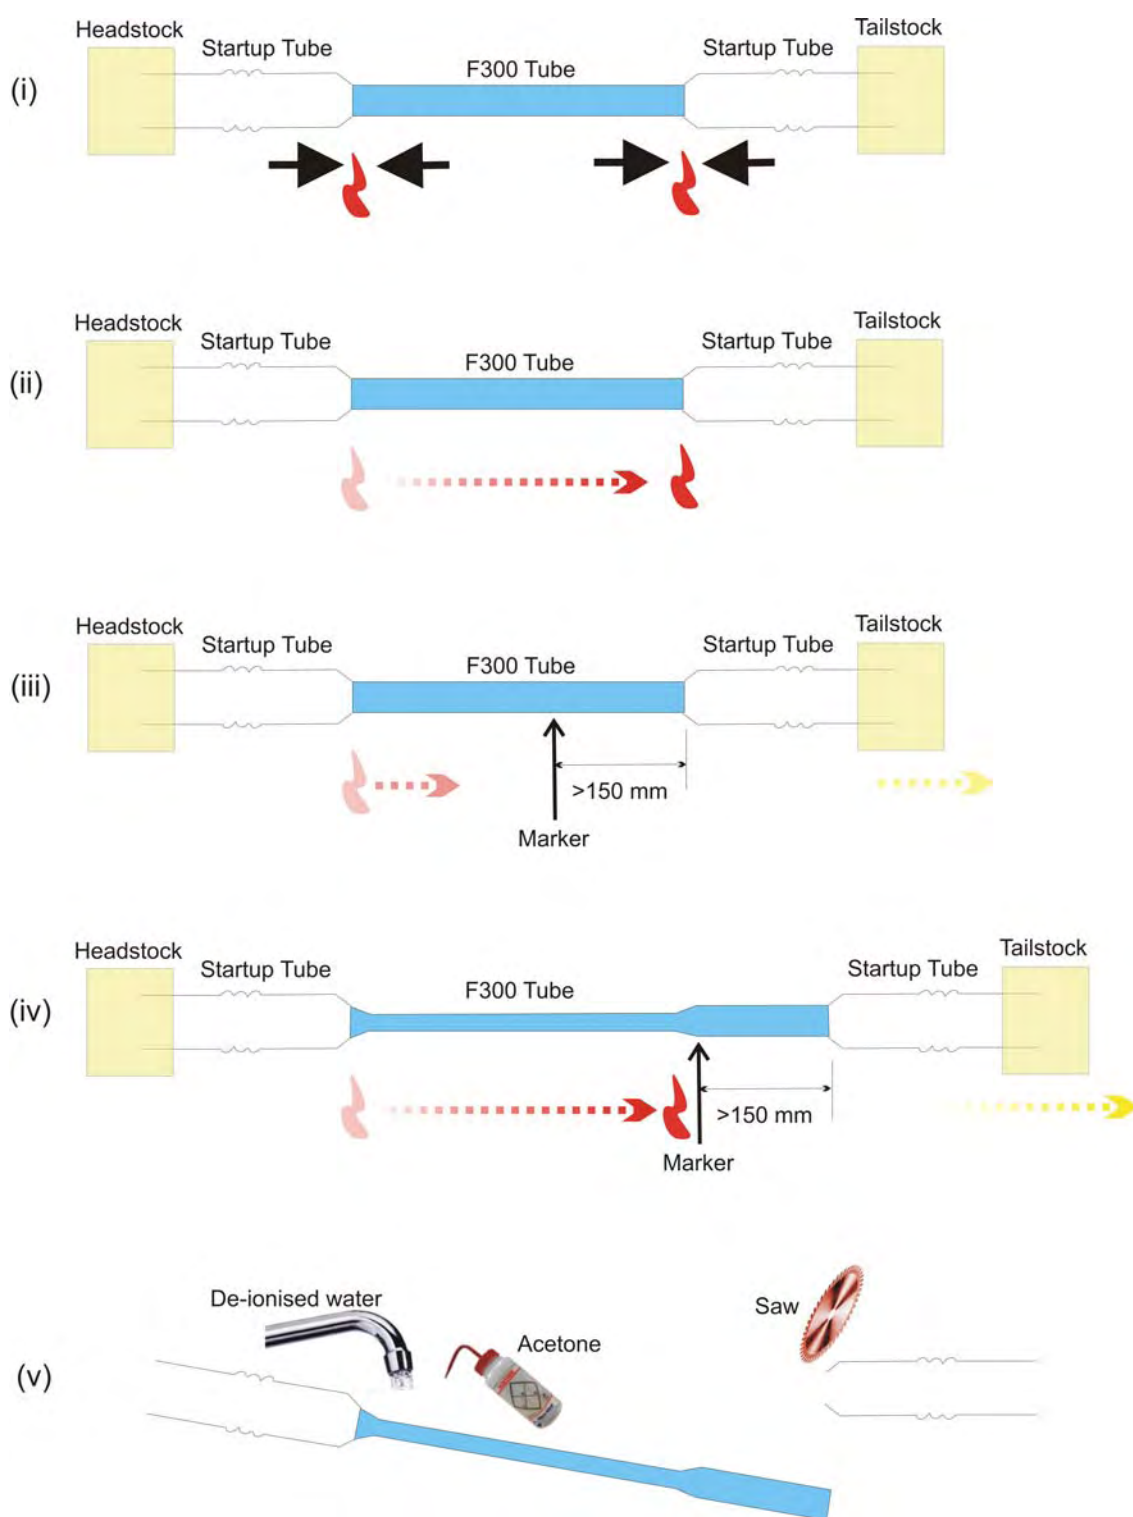 Headstock
Startup Tube
F300 Tube
Startup Tube
Tailstock
(i)
Headstock
Startup Tube
F300 Tube
Startup Tube
Tailstock
(ii)
Headstock
Startup Tube
F300 Tube
Startup Tube
Tailstock
(iii)
>150 mm
Marker
Headstock
Startup Tube
F300 Tube
Startup Tube
Tailstock
(iv)
>150 mm
Marker
De-ionised water
Acetone
Saw
(v)